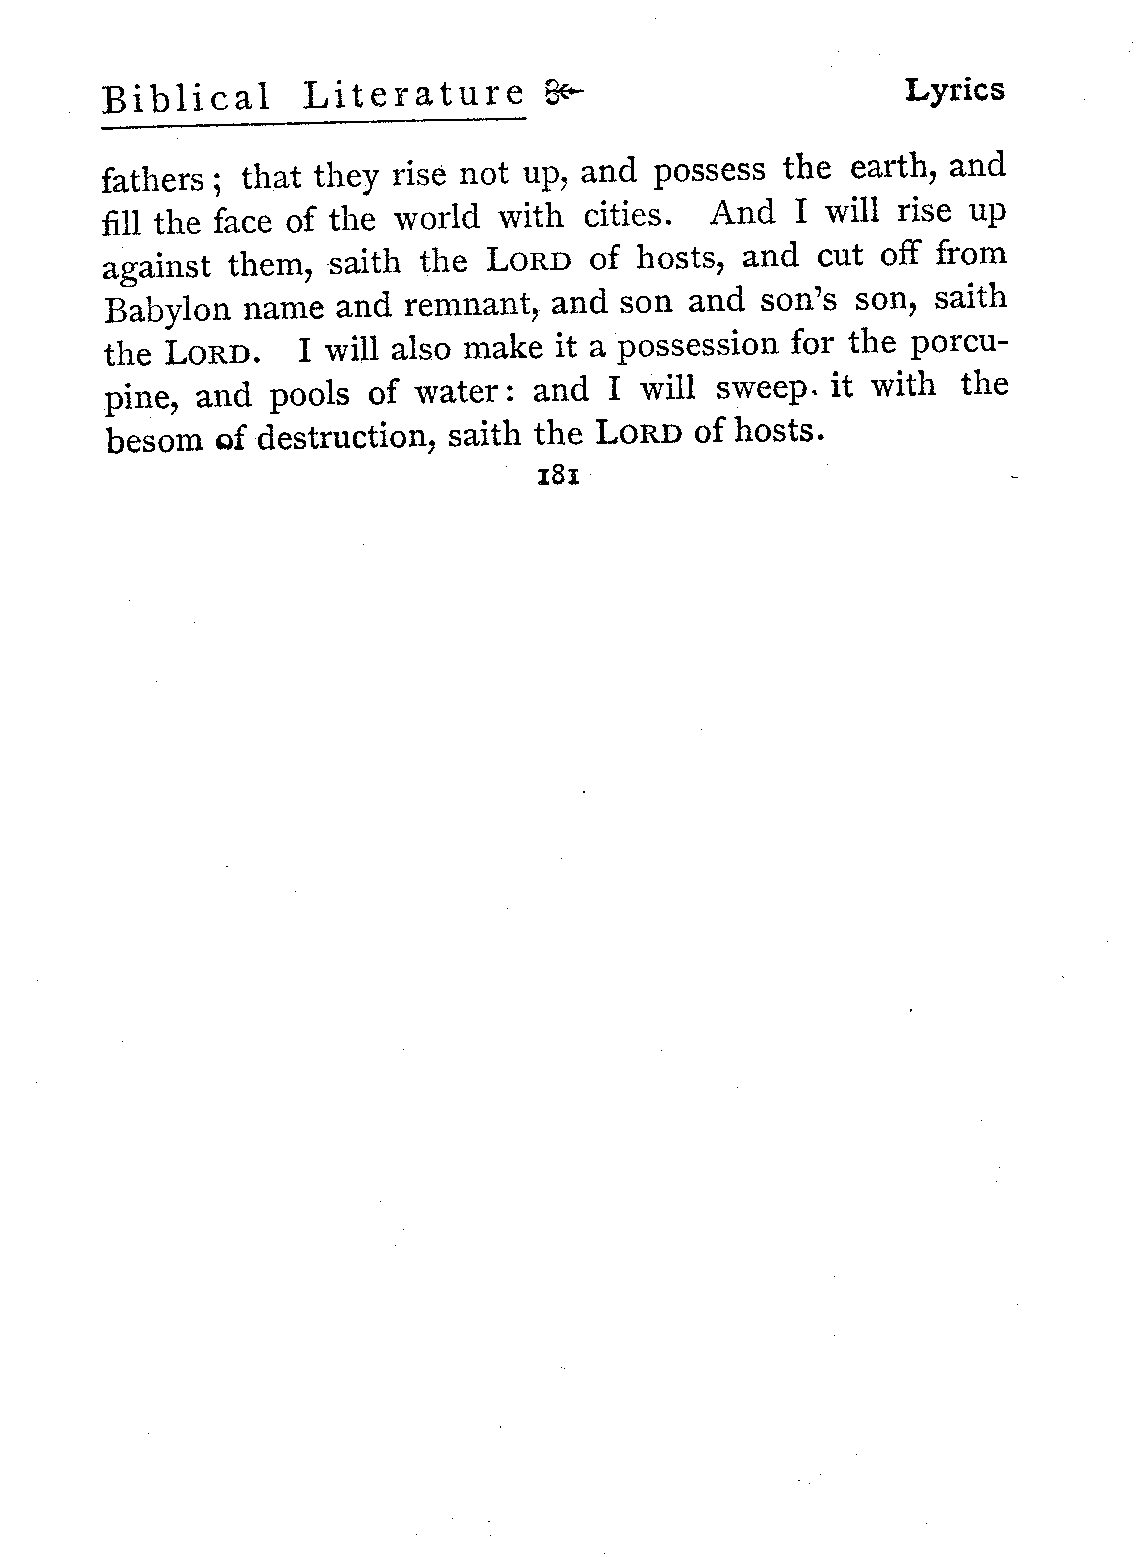 Biblical Literature Lyrics
fathers; that they rise not up, and possess the earth, and
fill the face of the world with cities. And I will rise up
against them, saith the LORD of hosts, and cut off from
Babylon name and remnant, and son and son's son, saith
the LORD. I will also make it a possession for the porcu-
pine, and pools of water: and I will sweep it with the
besom of destruction, saith the LORD of hosts.
181